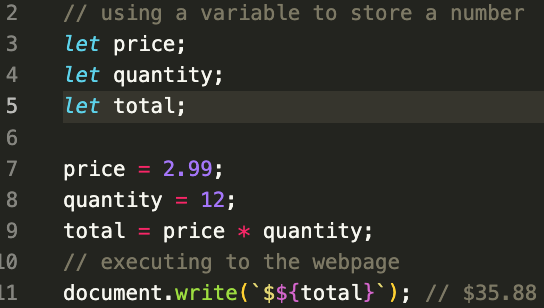 2 // using a variable to store a number
3 let price;
4 let quantity;
5 let total;
6
7 price = 2.99;
8 quantity = 12;
9 total = price * quantity;
10 // executing to the webpage
11 document.write(`$${total}`); // $35.88